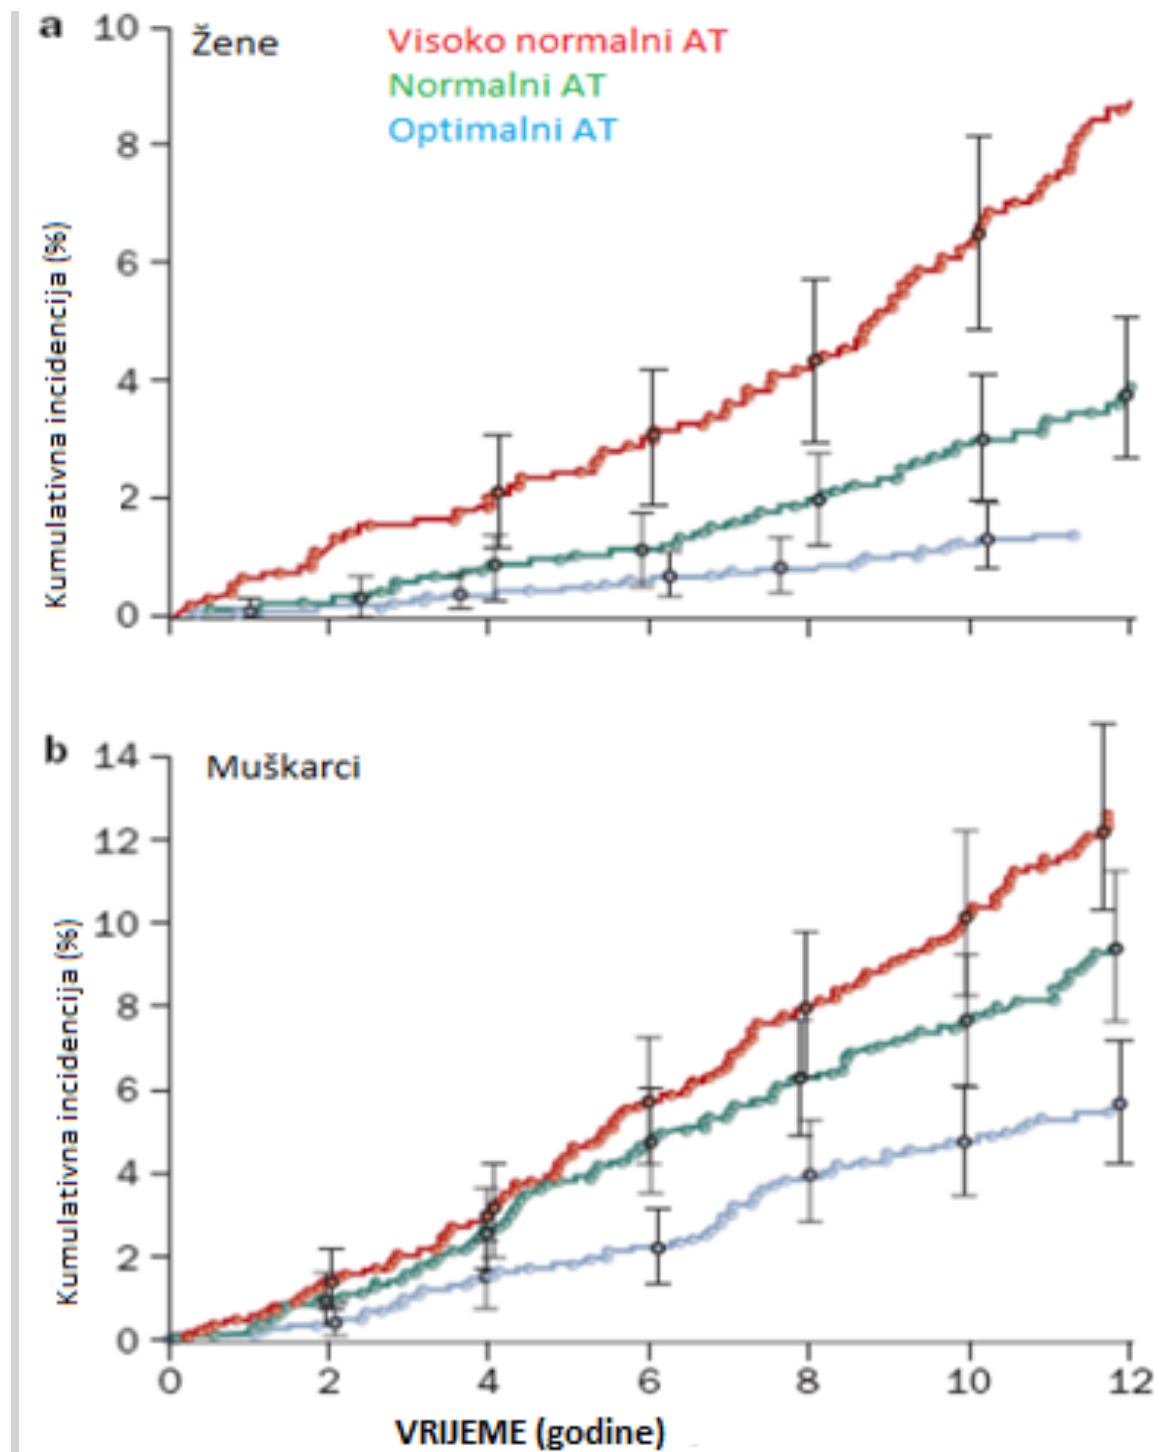 a
Žene
Visoko normalni AT
Normalni AT
Optimalni AT
Kumulativna incidencija (%)
10
8
6
4
2
0
b
Muškarci
Kumulativna incidencija (%)
14
12
10
8
6
4
2
0
0 2 4 6 8 10 12
VRIJEME (godine)